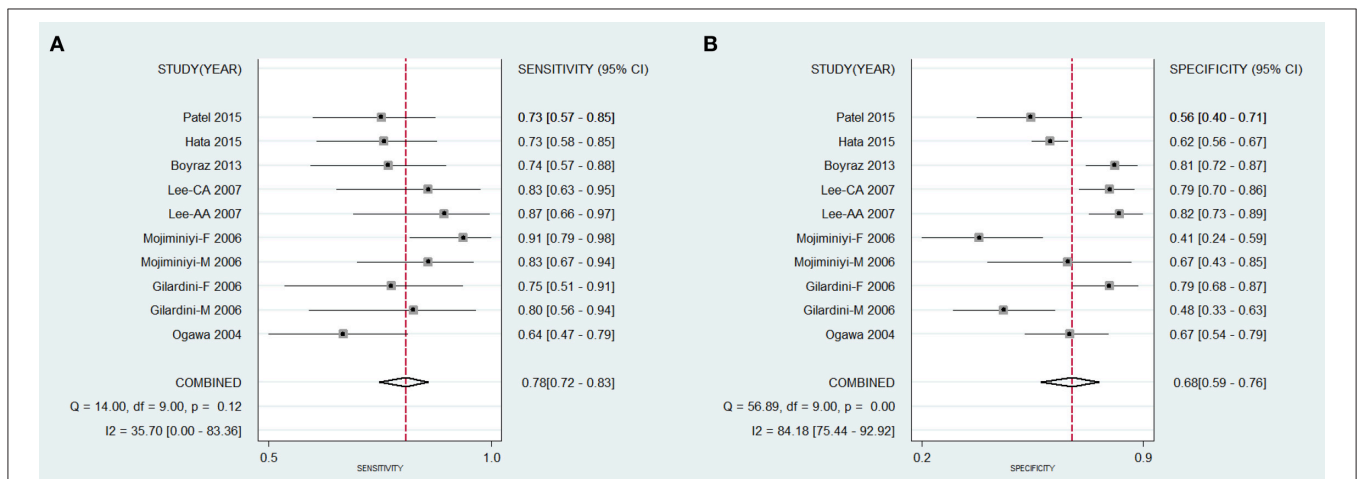 A
STUDY(YEAR) SENSITIVITY (95% CI)
Patel 2015 0.73 [0.57 - 0.85]
Hata 2015 0.73 [0.58 - 0.85]
Boyraz 2013 0.74 [0.57 - 0.88]
Lee-CA 2007 0.83 [0.63 - 0.95]
Lee-AA 2007 0.87 [0.66 - 0.97]
Mojiminiyi-F 2006 0.91 [0.79 - 0.98]
Mojiminiyi-M 2006 0.83 [0.67 - 0.94]
Gilardini-F 2006 0.75 [0.51 - 0.91]
Gilardini-M 2006 0.80 [0.56 - 0.94]
Ogawa 2004 0.64 [0.47 - 0.79]
COMBINED 0.78[0.72 - 0.83]
Q = 14.00, df = 9.00, p = 0.12
I2 = 35.70 [0.00 - 83.36]
0.5 1.0
SENSITIVITY
B
STUDY(YEAR) SPECIFICITY (95% CI)
Patel 2015 0.56 [0.40 - 0.71]
Hata 2015 0.62 [0.56 - 0.67]
Boyraz 2013 0.81 [0.72 - 0.87]
Lee-CA 2007 0.79 [0.70 - 0.86]
Lee-AA 2007 0.82 [0.73 - 0.89]
Mojiminiyi-F 2006 0.41 [0.24 - 0.59]
Mojiminiyi-M 2006 0.67 [0.43 - 0.85]
Gilardini-F 2006 0.79 [0.68 - 0.87]
Gilardini-M 2006 0.48 [0.33 - 0.63]
Ogawa 2004 0.67 [0.54 - 0.79]
COMBINED 0.68[0.59 - 0.76]
Q = 56.89, df = 9.00, p = 0.00
I2 = 84.18 [75.44 - 92.92]
0.2 0.9
SPECIFICITY